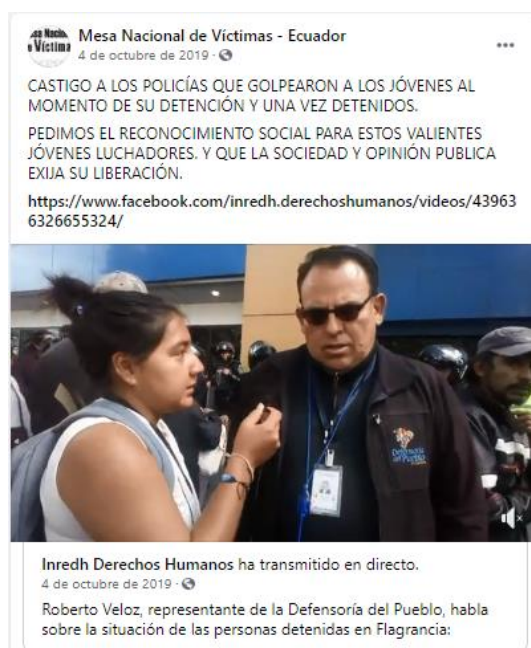 Mesa Nacional de Víctimas - Ecuador
4 de octubre de 2019 ·
CASTIGO A LOS POLICÍAS QUE GOLPEARON A LOS JÓVENES AL
MOMENTO DE SU DETENCIÓN Y UNA VEZ DETENIDOS.
PEDIMOS EL RECONOCIMIENTO SOCIAL PARA ESTOS VALIENTES
JÓVENES LUCHADORES. Y QUE LA SOCIEDAD Y OPINIÓN PUBLICA
EXIJA SU LIBERACIÓN.
https://www.facebook.com/inredh.derechoshumanos/videos/43963
6326655324/
Defensoría
del Pueblo
Inredh Derechos Humanos ha transmitido en directo.
4 de octubre de 2019 ·
Roberto Veloz, representante de la Defensoría del Pueblo, habla
sobre la situación de las personas detenidas en Flagrancia: